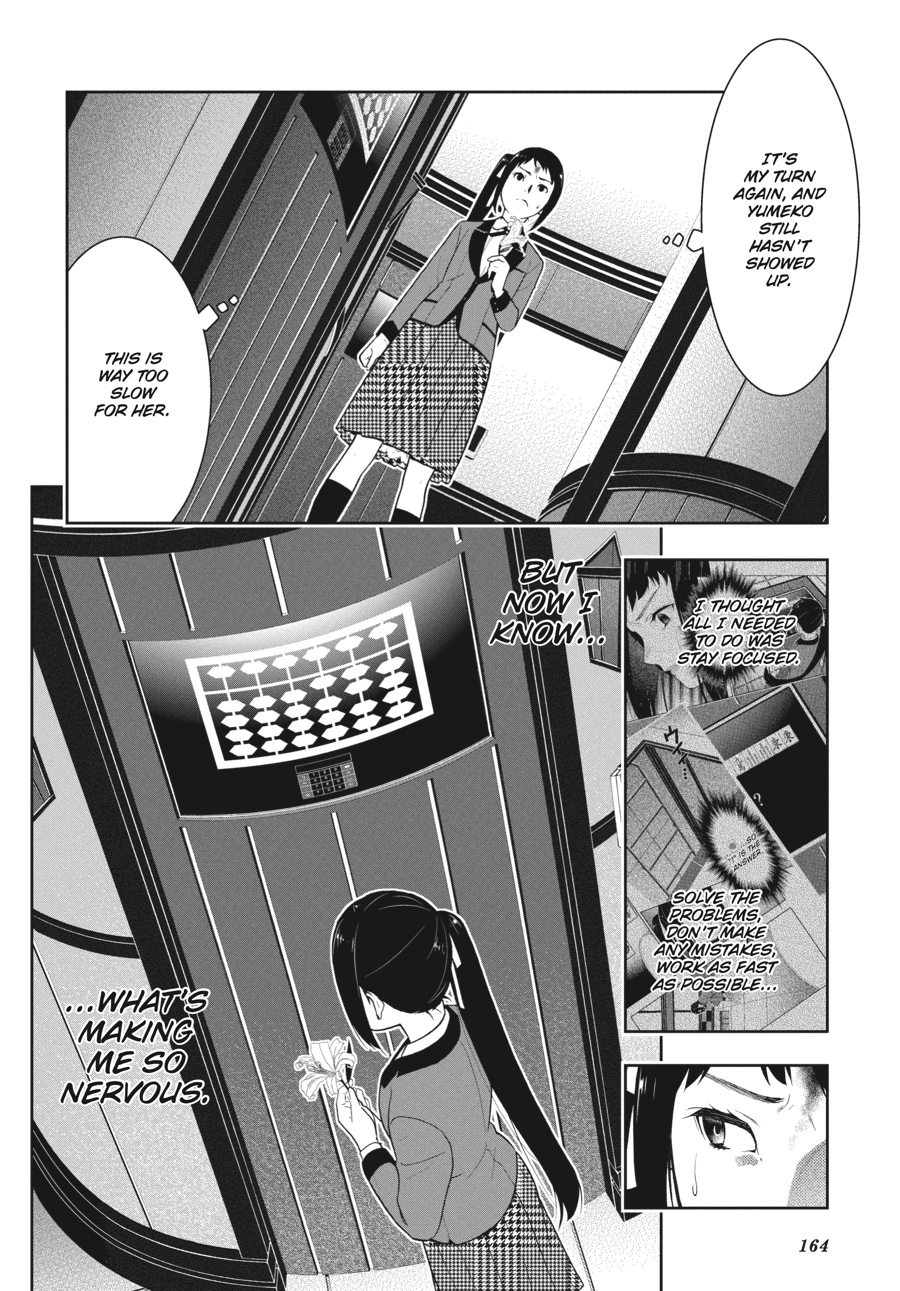 IT'S
MY TURN
AGAIN, AND
YUMEKO
STILL
HASN'T
SHOWED
UP.
THIS IS
WAY TOO
SLOW
FOR HER.
I THOUGHT
ALL I NEEDED
TO DO WAS
STAY FOCUSED.
ウィ…
?
...SO
IS THE
ANSWER.
SOLVE THE
PROBLEMS,
DON'T MAKE
ANY MISTAKES,
WORK AS FAST
AS POSSIBLE...
BUT
NOW I
KNOW...
...WHAT'S
MAKING
ME SO
NERVOUS.
164